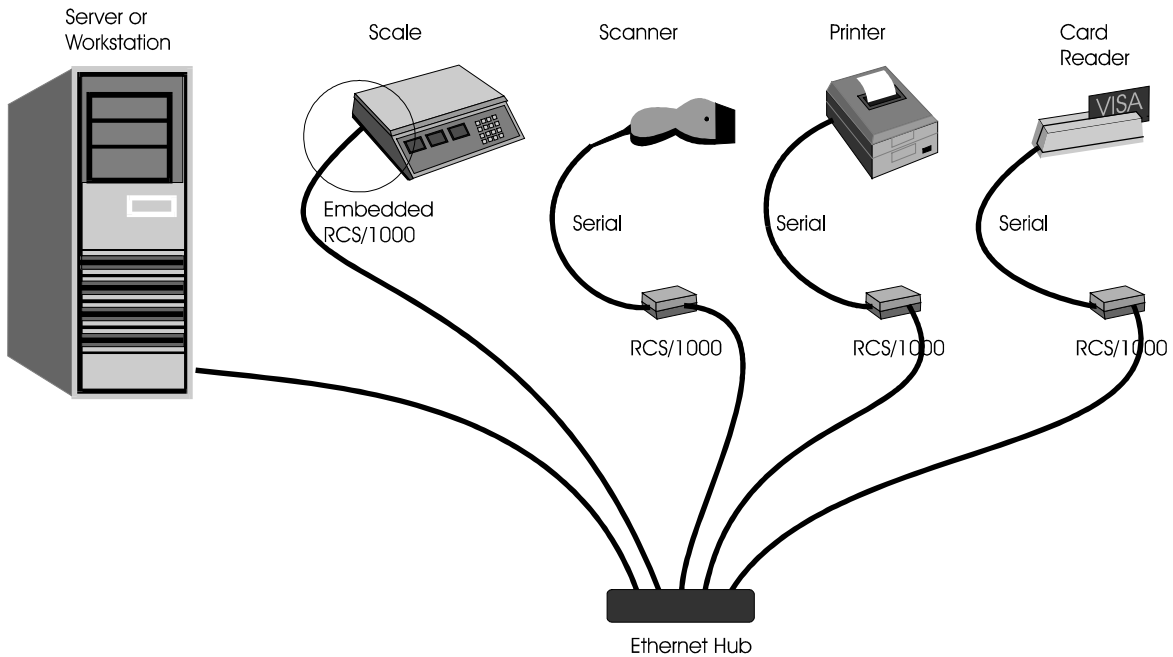 Server or
Workstation
Scale
Scanner
Printer
Card
Reader
VISA
Embedded
RCS/1000
Serial
Serial
Serial
RCS/1000
RCS/1000
RCS/1000
Ethernet Hub